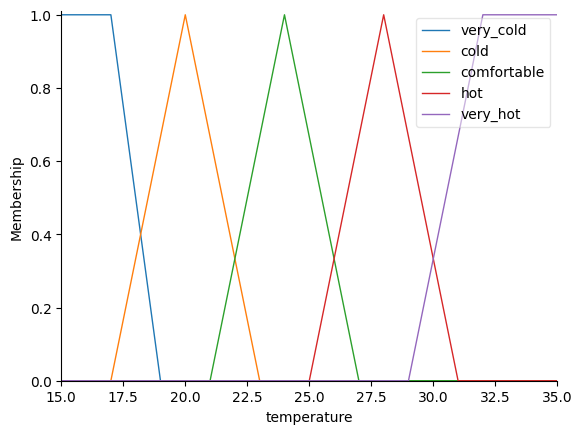 1.0
0.8
0.6
0.4
0.2
0.0
Membership
very_cold
cold
comfortable
hot
very_hot
15.0 17.5 20.0 22.5 25.0 27.5 30.0 32.5 35.0
temperature